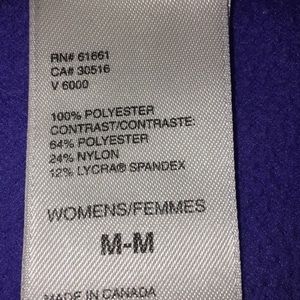 RN# 61661
CA# 30516
V 6000
100% POLYESTER
CONTRAST/CONTRASTE:
64% POLYESTER
24% NYLON
12% LYCRA® SPANDEX
WOMENS/FEMMES
M-M
MADE IN CANADA